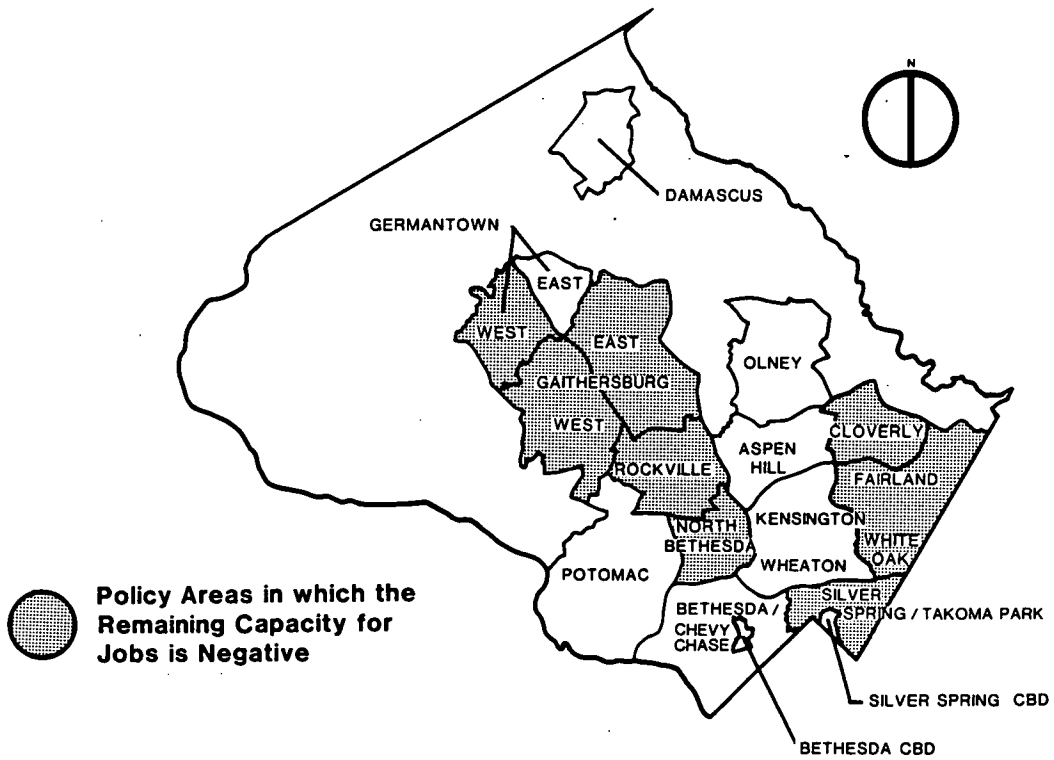 N
DAMASCUS
GERMANTOWN
EAST
WEST
EAST
GAITHERSBURG
WEST
OLNEY
CLOVERLY
ASPEN
HILL
ROCKVILLE
FAIRLAND
KENSINGTON
NORTH
BETHESDA
WHITE
OAK
WHEATON
POTOMAC
SILVER
SPRING / TAKOMA PARK
BETHESDA /
CHEVY
CHASE
SILVER SPRING CBD
BETHESDA CBD
Policy Areas in which the
Remaining Capacity for
Jobs is Negative